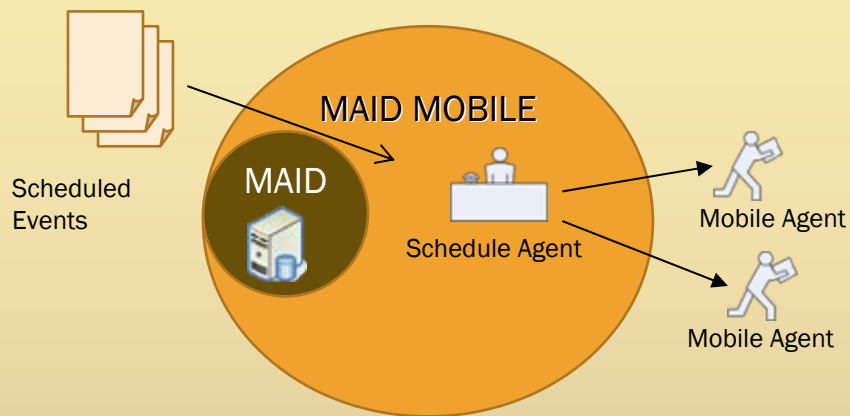 MAID MOBILE
MAID
Scheduled
Events
Schedule Agent
Mobile Agent
Mobile Agent